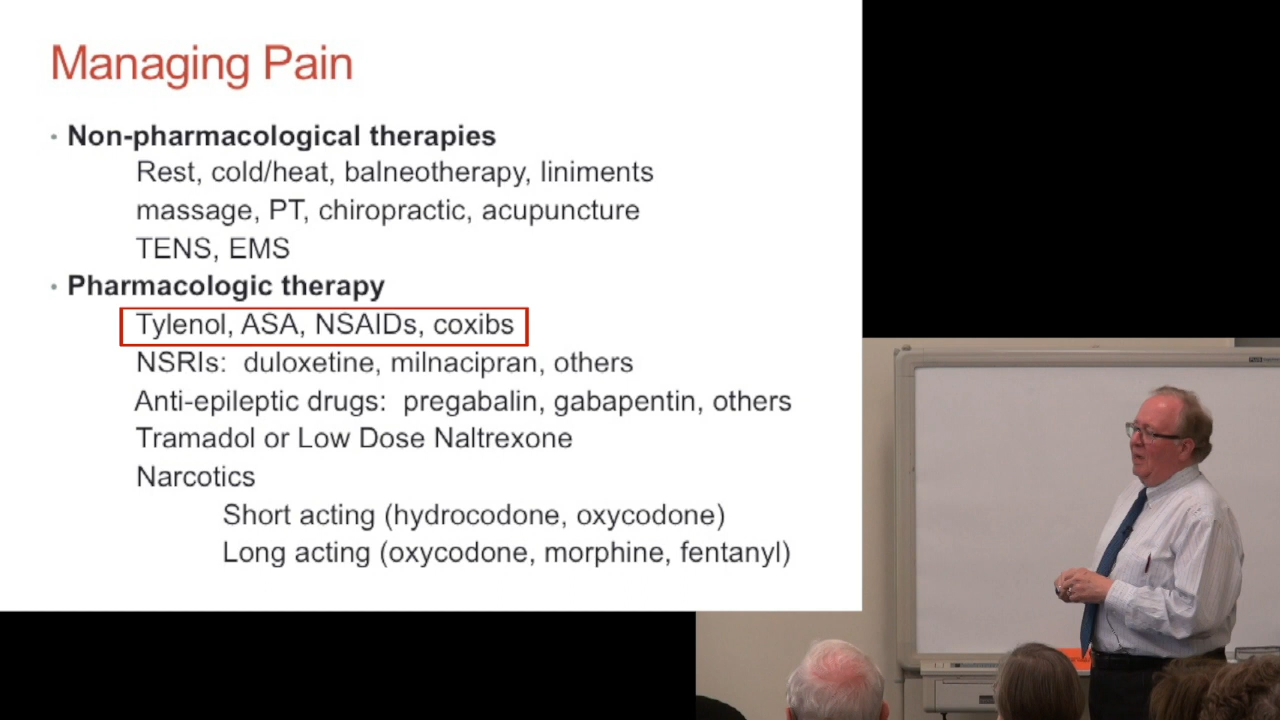 Managing Pain
• Non-pharmacological therapies
Rest, cold/heat, balneotherapy, liniments
massage, PT, chiropractic, acupuncture
TENS, EMS
• Pharmacologic therapy
Tylenol, ASA, NSAIDs, coxibs
NSRIs: duloxetine, milnacipran, others
Anti-epileptic drugs: pregabalin, gabapentin, others
Tramadol or Low Dose Naltrexone
Narcotics
Short acting (hydrocodone, oxycodone)
Long acting (oxycodone, morphine, fentanyl)